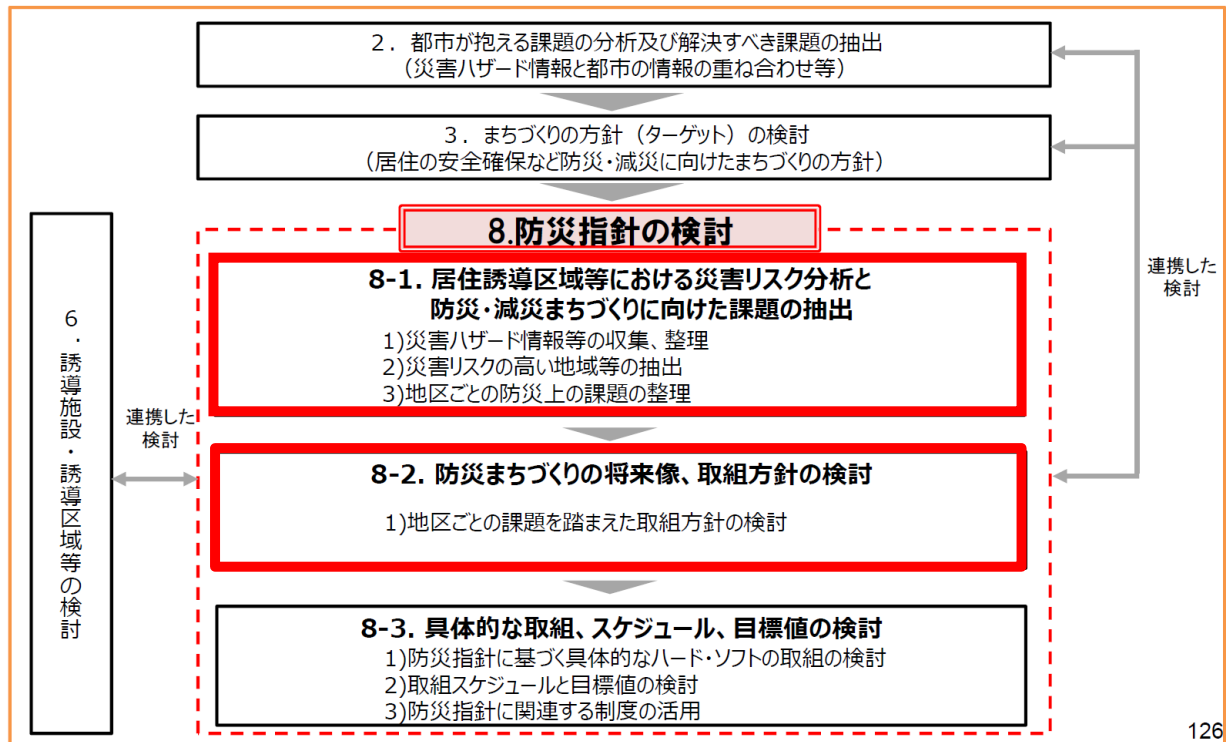 2．都市が抱える課題の分析及び解決すべき課題の抽出
（災害ハザード情報と都市の情報の重ね合わせ等）
3．まちづくりの方針（ターゲット）の検討
（居住の安全確保など防災・減災に向けたまちづくりの方針）
8.防災指針の検討
8-1. 居住誘導区域等における災害リスク分析と
防災・減災まちづくりに向けた課題の抽出
1)災害ハザード情報等の収集、整理
2)災害リスクの高い地域等の抽出
3)地区ごとの防災上の課題の整理
8-2. 防災まちづくりの将来像、取組方針の検討
1)地区ごとの課題を踏まえた取組方針の検討
8-3. 具体的な取組、スケジュール、目標値の検討
1)防災指針に基づく具体的なハード・ソフトの取組の検討
2)取組スケジュールと目標値の検討
3)防災指針に関連する制度の活用
6．誘導施設・誘導区域等の検討
連携した
検討
連携した
検討
126